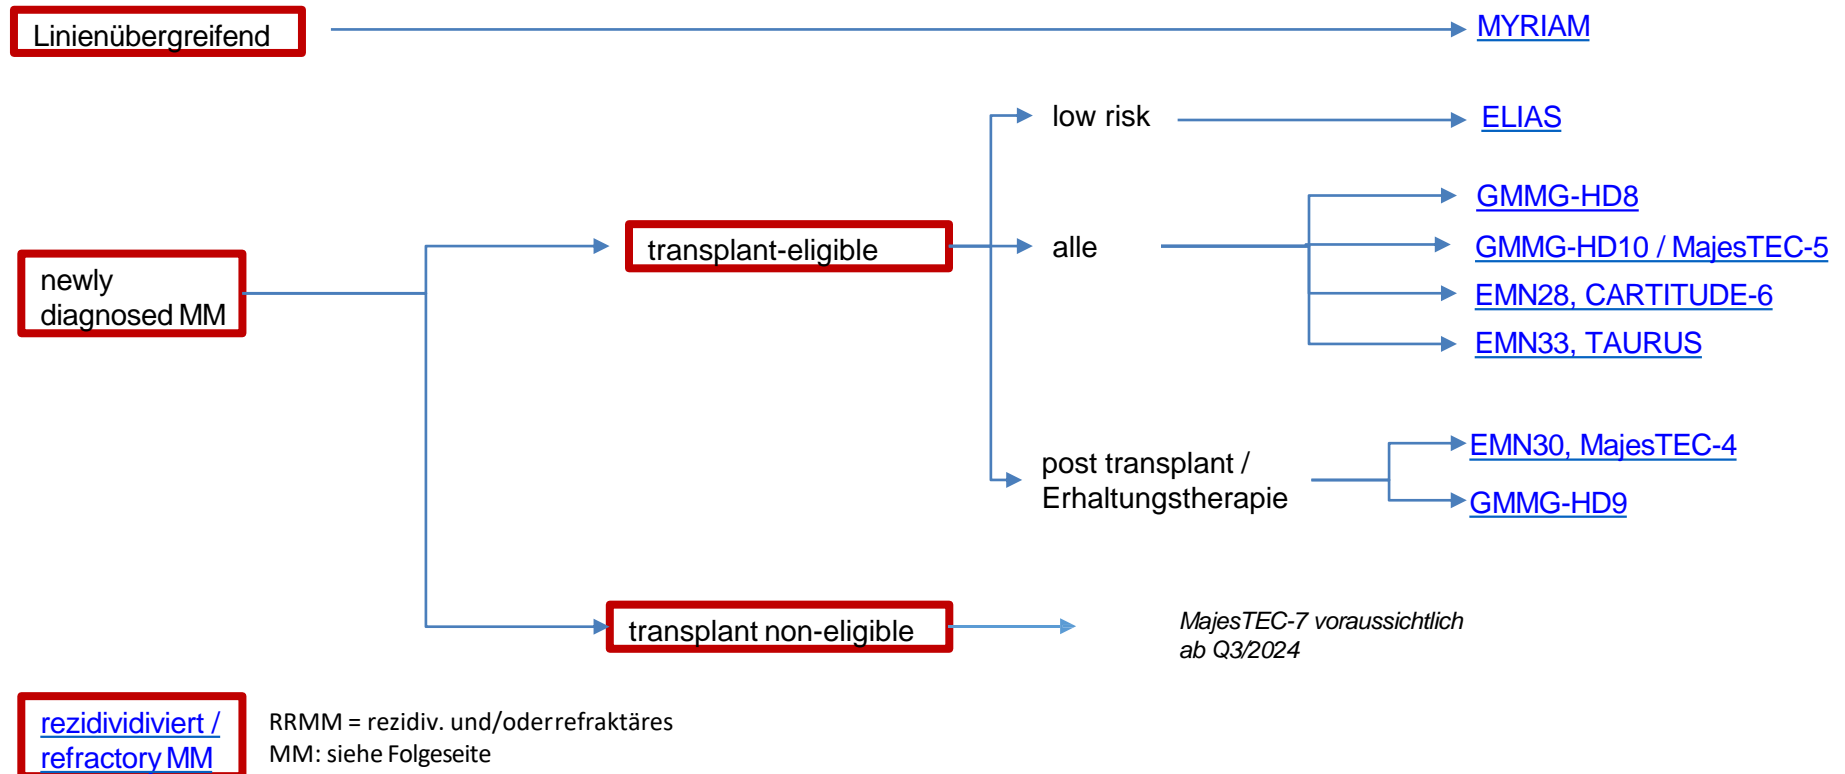 Linienübergreifend
MYRIAM
low risk
ELIAS
GMMG-HD8
transplant-eligible
alle
GMMG-HD10 / MajesTEC-5
newly
diagnosed MM
EMN28, CARTITUDE-6
EMN33, TAURUS
post transplant /
Erhaltungstherapie
EMN30, MajesTEC-4
GMMG-HD9
transplant non-eligible
MajesTEC-7 voraussichtlich
ab Q3/2024
rezidividiviert /
refractory MM
RRMM = rezidiv. und/oderrefraktäres
MM: siehe Folgeseite